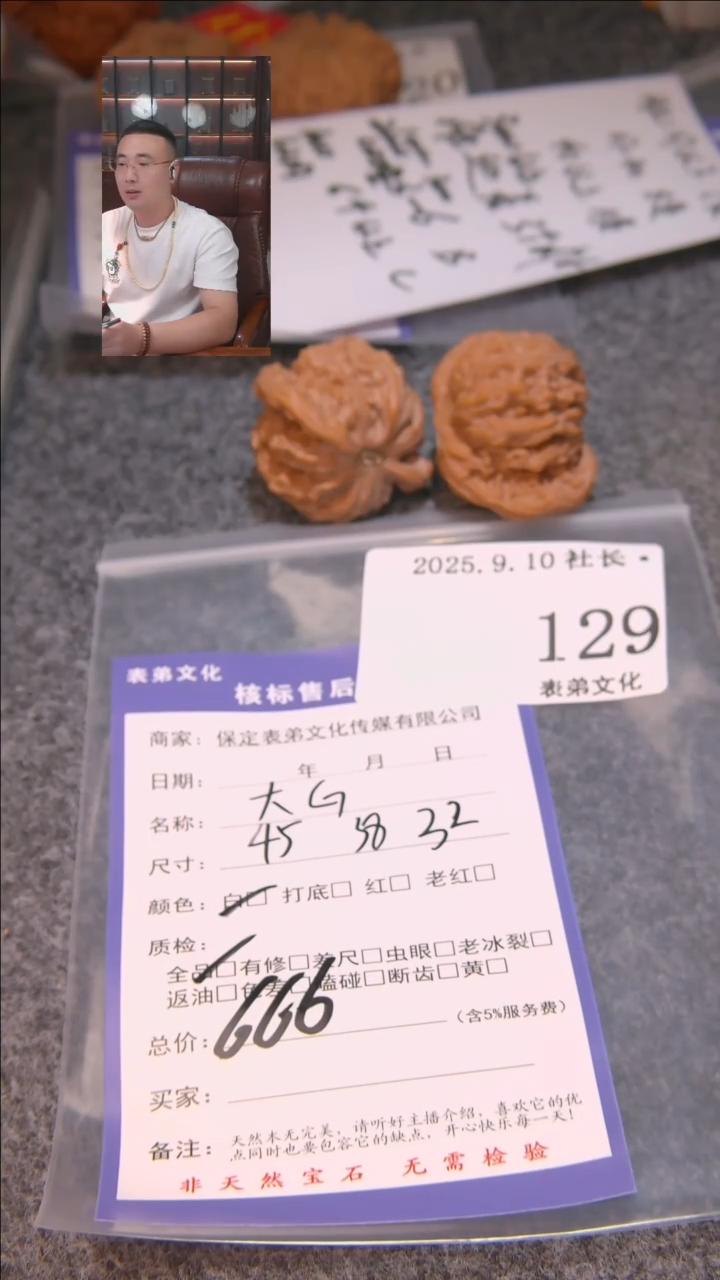 20
2025.9.10 社长·
129
表弟文化
表弟文化
核标售后
商家: 保定表弟文化传媒有限公司
日期: 年 月 日
名称: 大G
尺寸: 45 38 32
颜色: 白□ 打底□ 红□ 老红□
质检:
全品□有修□差尺□虫眼□老冰裂□
返油□色差□磕碰□断齿□黄□
总价: 666 (含5%服务费)
买家:
备注: 天然本无完美, 请听好主播介绍, 喜欢它的优
点同时也要包容它的缺点, 开心快乐每一天!
非天然宝石 无需检验